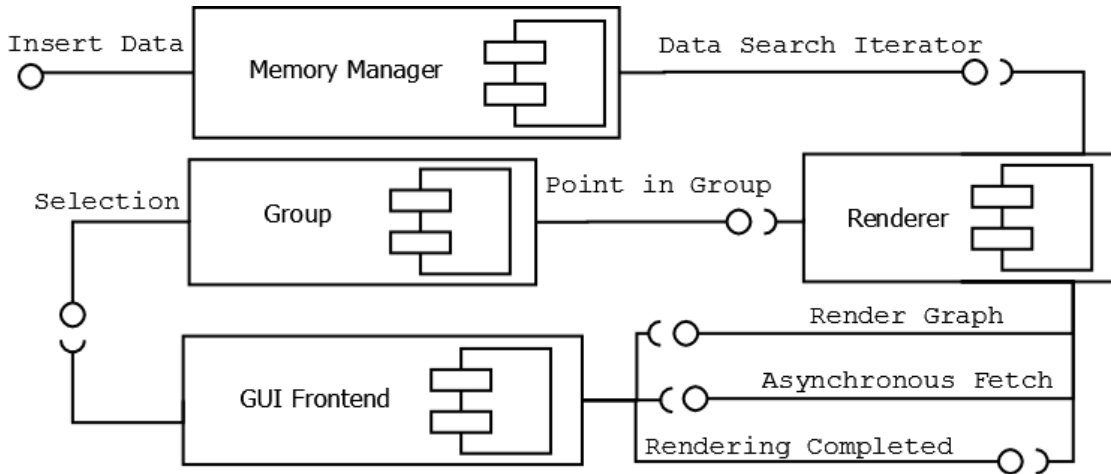 Insert Data
Memory Manager
Data Search Iterator
Selection
Group
Point in Group
Renderer
Render Graph
GUI Frontend
Asynchronous Fetch
Rendering Completed